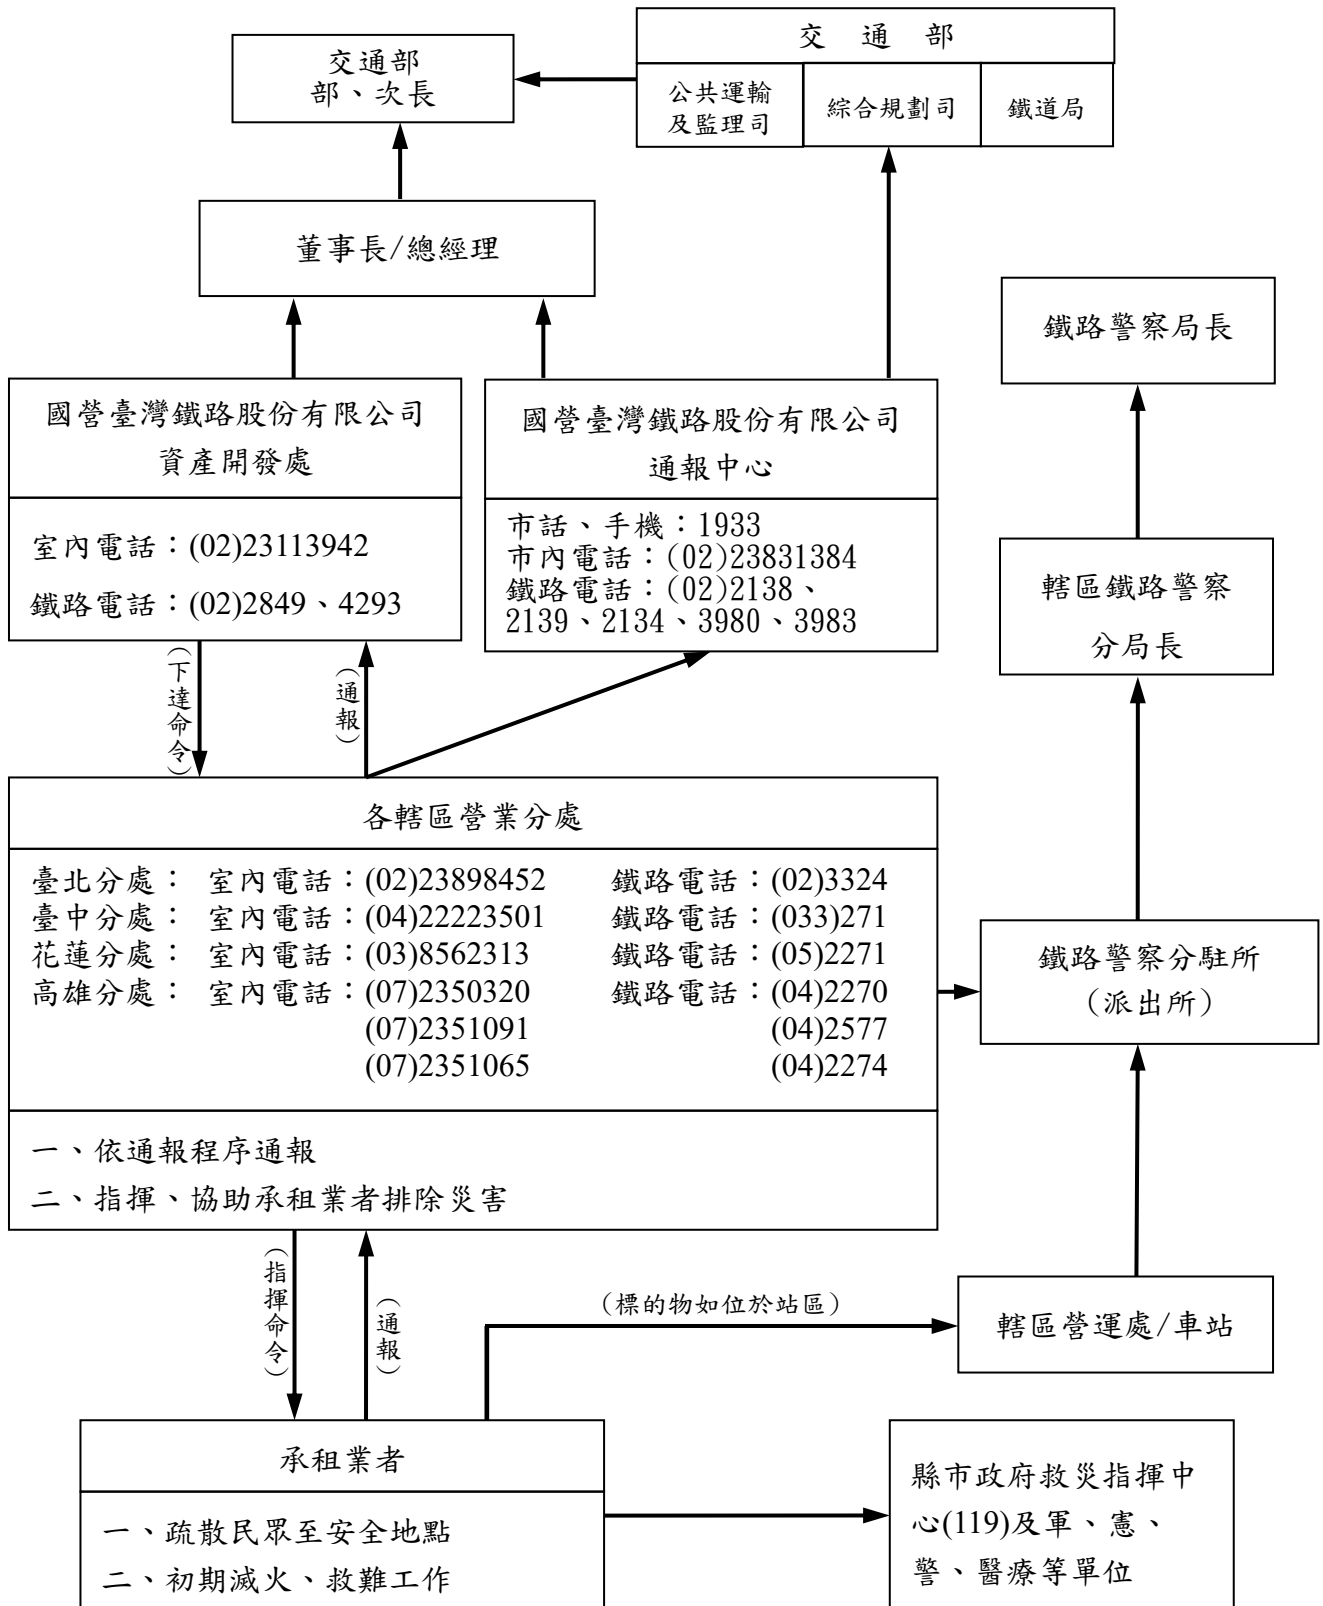 交通部
交通部
部、次長
公共運輸
及監理司
綜合規劃司
鐵道局
董事長/總經理
鐵路警察局長
國營臺灣鐵路股份有限公司
資產開發處
室內電話：(02)23113942
鐵路電話：(02)2849、4293
國營臺灣鐵路股份有限公司
通報中心
市話、手機：1933
市內電話：(02)23831384
鐵路電話：(02)2138、
2139、2134、3980、3983
轄區鐵路警察
分局長
(下達命令)
(通報)
各轄區營業分處
臺北分處： 室內電話：(02)23898452 鐵路電話：(02)3324
臺中分處： 室內電話：(04)22223501 鐵路電話：(033)271
花蓮分處： 室內電話：(03)8562313 鐵路電話：(05)2271
高雄分處： 室內電話：(07)2350320 鐵路電話：(04)2270
(07)2351091 (04)2577
(07)2351065 (04)2274
一、依通報程序通報
二、指揮、協助承租業者排除災害
鐵路警察分駐所
（派出所）
(指揮命令)
(通報)
（標的物如位於站區）
轄區營運處/車站
承租業者
一、疏散民眾至安全地點
二、初期滅火、救難工作
縣市政府救災指揮中
心(119)及軍、憲、
警、醫療等單位